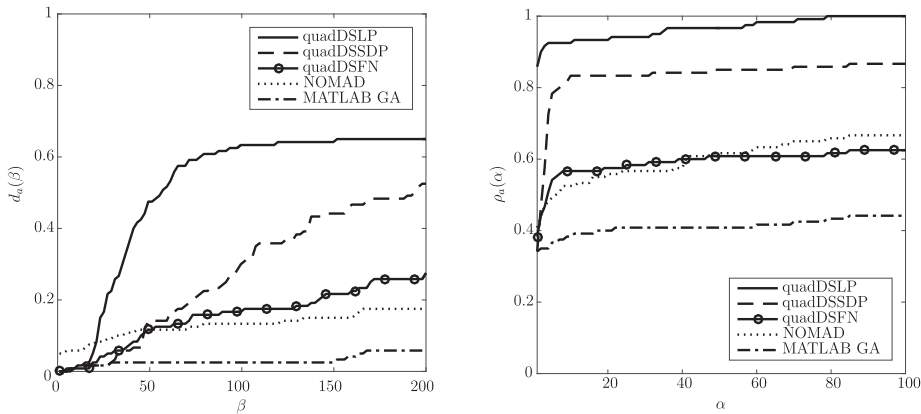 1
0.8
0.6
0.4
0.2
0
0 50 100 150 200
d_a(β)
β
quadDSLP
quadDSSDP
quadDSFN
NOMAD
MATLAB GA
1
0.8
0.6
0.4
0.2
0
20 40 60 80 100
ρ_a(α)
α
quadDSLP
quadDSSDP
quadDSFN
NOMAD
MATLAB GA